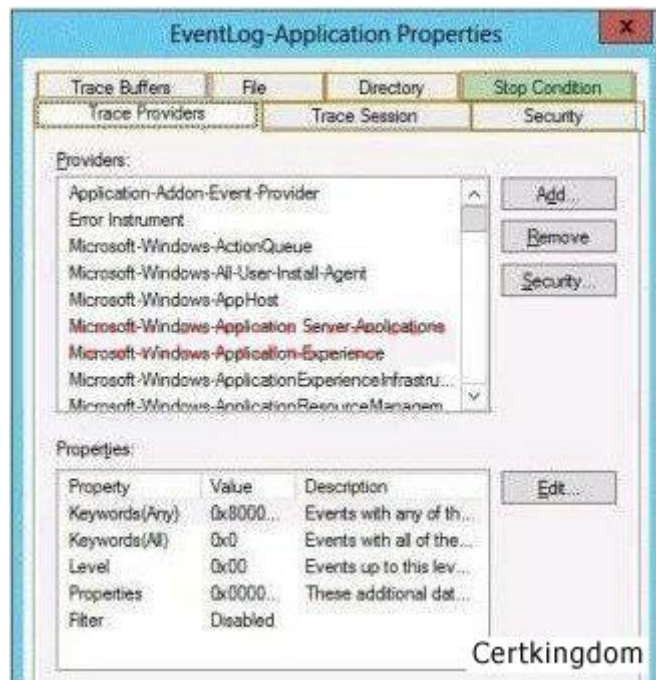 EventLog-Application Properties
x
Trace Buffers File Directory Stop Condition
Trace Providers Trace Session Security
Providers:
Application-Addon-Event-Provider
Error Instrument
Microsoft-Windows-ActionQueue
Microsoft-Windows-All-User-Install-Agent
Microsoft-Windows-AppHost
Microsoft-Windows-Application Server-Applications
Microsoft-Windows-Application-Experience
Microsoft-Windows-ApplicationExperienceInfrastru...
Microsoft-Windows-ApplicationResourceManagem...
Add...
Remove
Security...
Properties:
Property Value Description
Keywords(Any) 0x8000... Events with any of th...
Keywords(All) 0x0 Events with all of the...
Level 0x00 Events up to this lev...
Properties 0x0000... These additional dat...
Filter Disabled
Edit...
Certkingdom